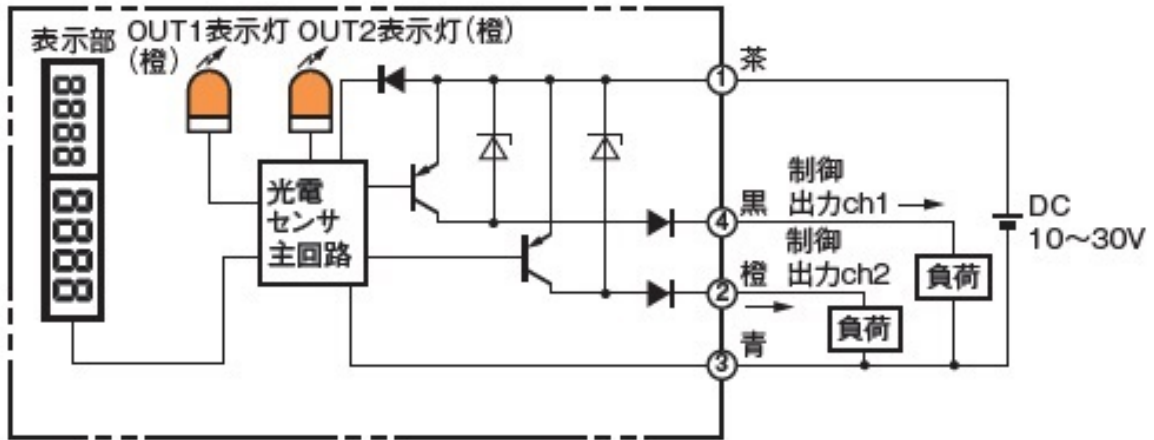 OUT1表示灯 OUT2表示灯(橙)
表示部
(橙)
8888
8888
光電
センサ
主回路
1 茶
4 黒
制御
出力ch1
2 橙
制御
出力ch2
3 青
負荷
負荷
DC
10～30V